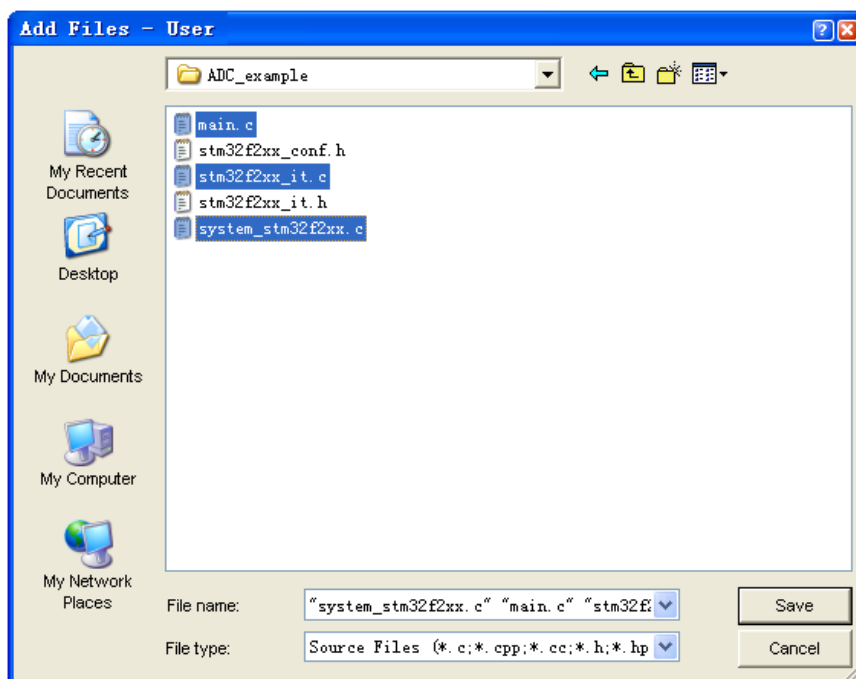 Add Files - User
ADC_example
main.c
stm32f2xx_conf.h
stm32f2xx_it.c
stm32f2xx_it.h
system_stm32f2xx.c
My Recent
Documents
Desktop
My Documents
My Computer
My Network
Places
File name:
"system_stm32f2xx.c" "main.c" "stm32f2
Save
File type:
Source Files (*.c;*.cpp;*.cc;*.h;*.hp
Cancel